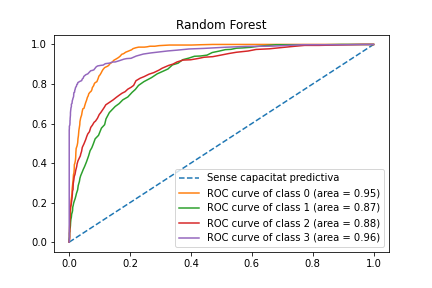 Random Forest
1.0
0.8
0.6
0.4
0.2
0.0
Sense capacitat predictiva
ROC curve of class 0 (area = 0.95)
ROC curve of class 1 (area = 0.87)
ROC curve of class 2 (area = 0.88)
ROC curve of class 3 (area = 0.96)
0.0 0.2 0.4 0.6 0.8 1.0